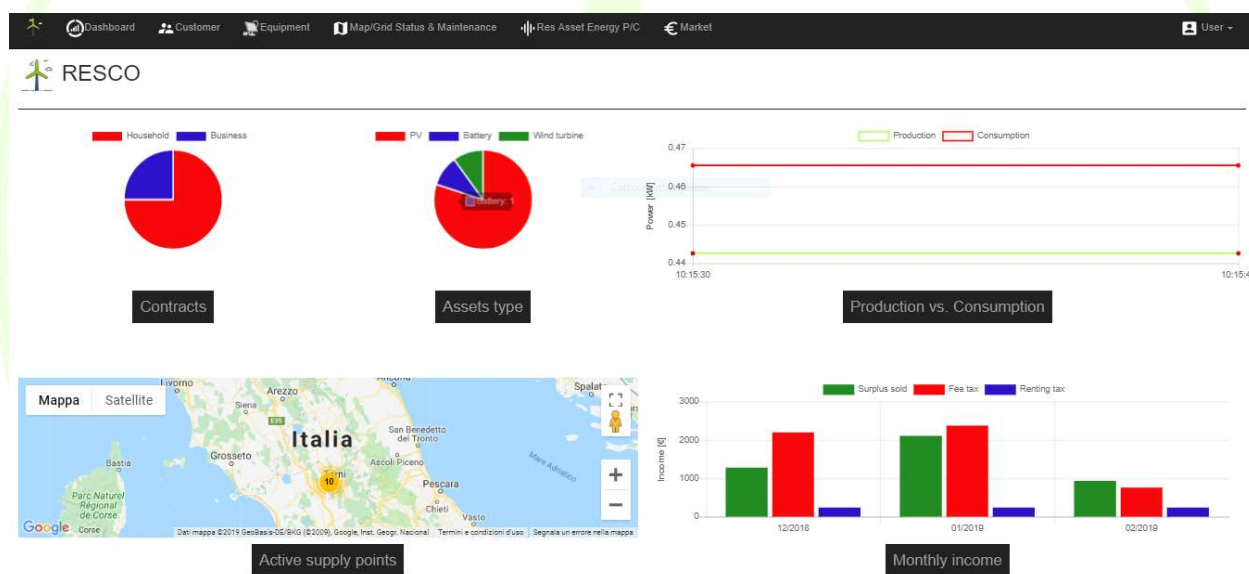 Dashboard Customer Equipment Map/Grid Status & Maintenance Res Asset Energy P/C Market User
RESCO
Household Business
PV Battery Wind turbine
Battery: 1
Production Consumption
0.47
0.46
0.45
0.44
Power [kW]
10:15:30 10:15:4
Contracts
Assets type
Production vs. Consumption
Mappa Satellite
Livorno
Arezzo
Siena
E35
Italia
San Benedetto
del Tronto
Grosseto
Ascoli Piceno
Mare Adriatico
Bastia
10
Pescara
Chieti
Vasto
Parc Naturel
Régional
de Corse
Corse
Google
Dati mappa ©2019 GeoBasis-DE/BKG (©2009), Google, Inst. Geogr. Nacional Termini e condizioni d'uso Segnala un errore nella mappa
Active supply points
Surplus sold Fee tax Renting tax
3000
2000
1000
0
Income [€]
12/2018 01/2019 02/2019
Monthly income